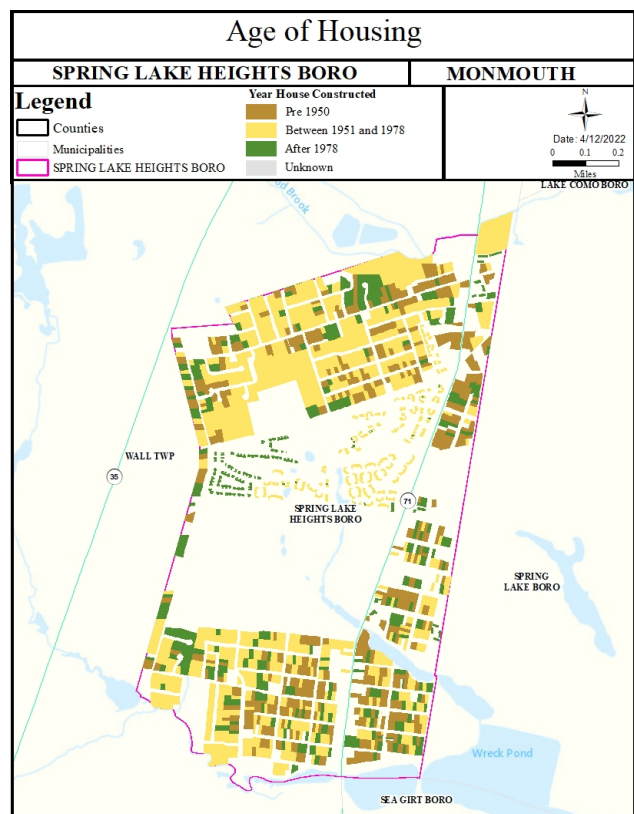 Age of Housing
SPRING LAKE HEIGHTS BORO
MONMOUTH
Legend
Counties
Municipalities
SPRING LAKE HEIGHTS BORO
Year House Constructed
Pre 1950
Between 1951 and 1978
After 1978
Unknown
N
Date: 4/12/2022
0 0.1 0.2
Miles
LAKE COMO BORO
od Brook
WALL TWP
35
71
SPRING LAKE
HEIGHTS BORO
SPRING
LAKE BORO
Wreck Pond
SEA GIRT BORO